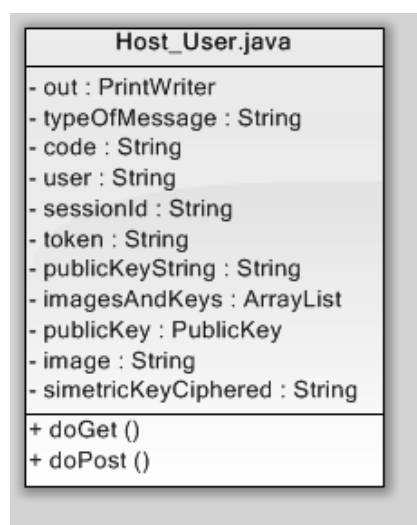 Host_User.java
- out : PrintWriter
- typeOfMessage : String
- code : String
- user : String
- sessionId : String
- token : String
- publicKeyString : String
- imagesAndKeys : ArrayList
- publicKey : PublicKey
- image : String
- simetricKeyCiphered : String
+ doGet ()
+ doPost ()